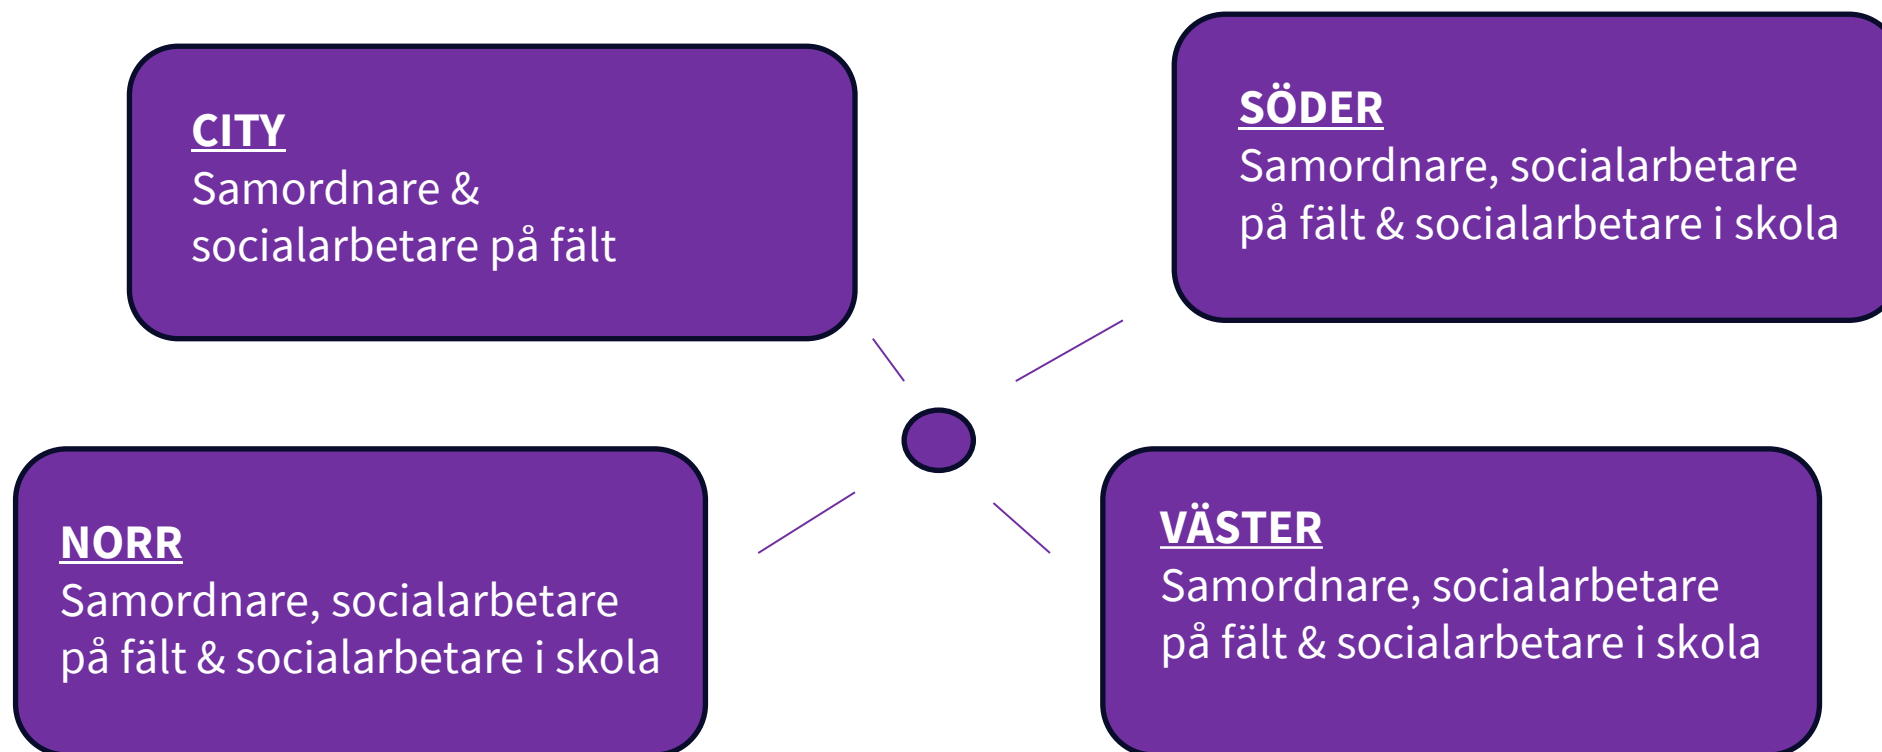 CITY
Samordnare &
socialarbetare på fält
SÖDER
Samordnare, socialarbetare
på fält & socialarbetare i skola
NORR
Samordnare, socialarbetare
på fält & socialarbetare i skola
VÄSTER
Samordnare, socialarbetare
på fält & socialarbetare i skola